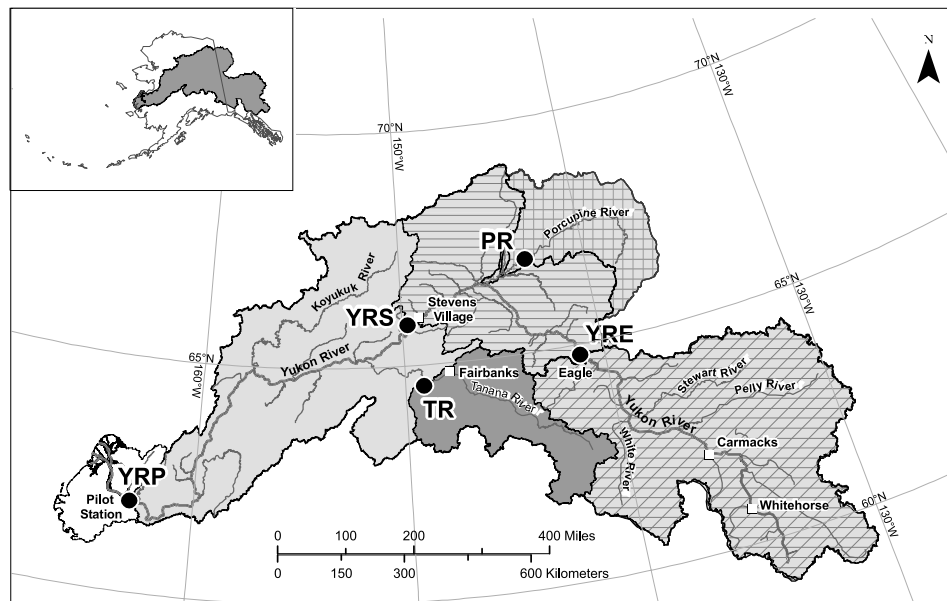 N
70°N
130°W
70°N
150°W
Porcupine River
PR
Koyukuk River
65°N
130°W
Stevens
Village
YRS
YRE
Yukon River
65°N
160°W
Fairbanks
Eagle
Stewart River
Tanana River
Pelly River
TR
Yukon River
White River
Carmacks
YRP
Pilot
Station
Whitehorse
60°N
130°W
0 100 200 400 Miles
0 150 300 600 Kilometers